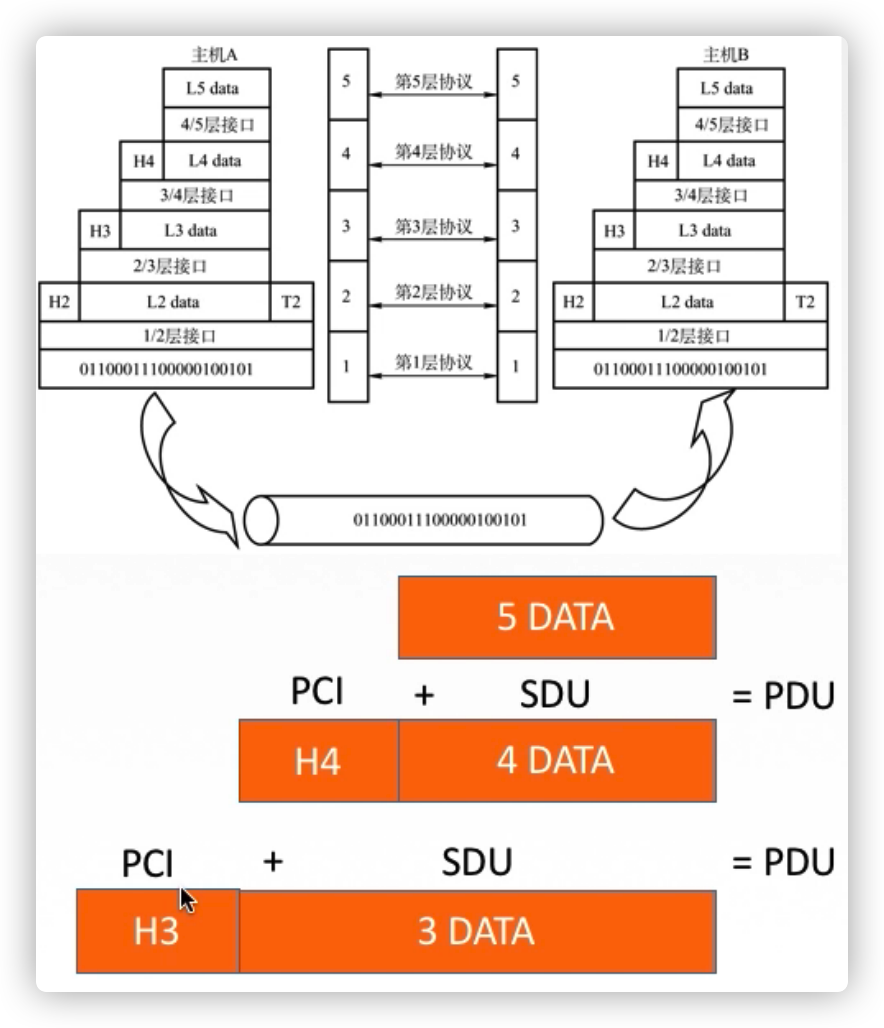 主机A 主机B
L5 data 5 第5层协议 5 L5 data
4/5层接口 4/5层接口
H4 L4 data 4 第4层协议 4 H4 L4 data
3/4层接口 3/4层接口
H3 L3 data 3 第3层协议 3 H3 L3 data
2/3层接口 2/3层接口
H2 L2 data T2 2 第2层协议 2 H2 L2 data T2
1/2层接口 1/2层接口
01100011100000100101 1 第1层协议 1 01100011100000100101
01100011100000100101
5 DATA
PCI + SDU = PDU
H4 4 DATA
PCI + SDU = PDU
H3 3 DATA